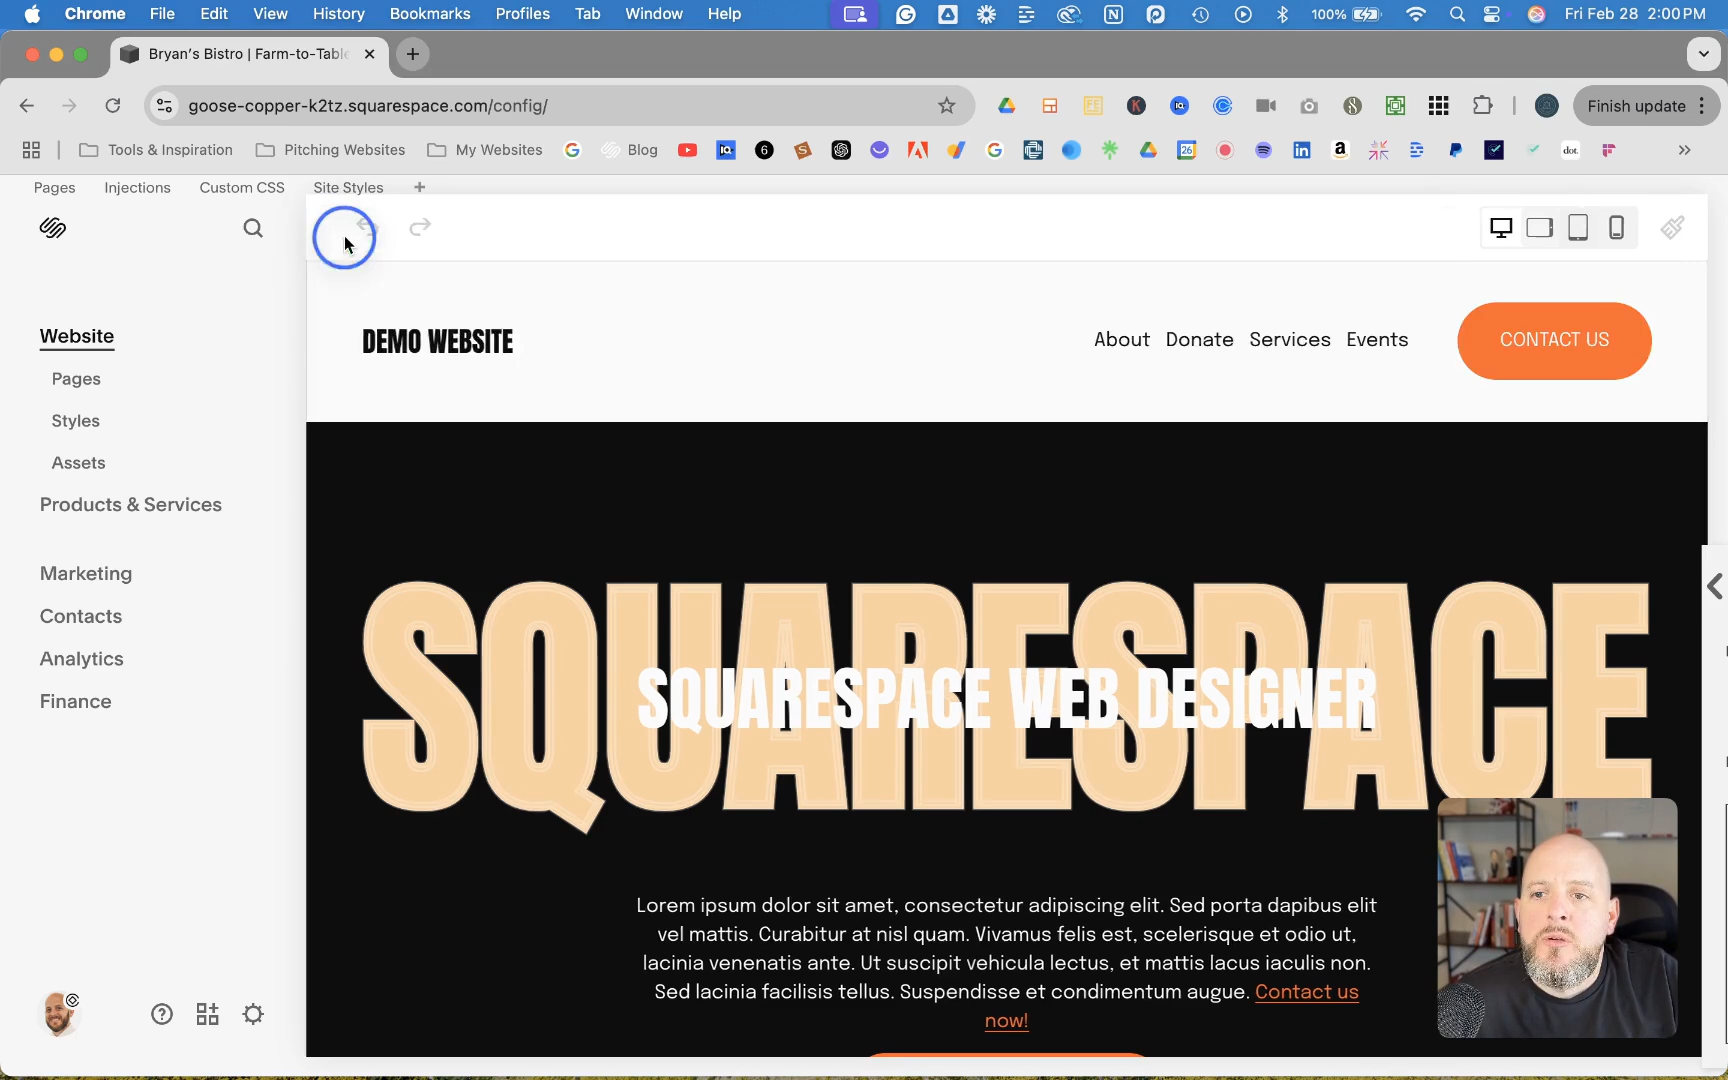 Chrome File Edit View History Bookmarks Profiles Tab Window Help 100% Fri Feb 28 2:00 PM
Bryan's Bistro | Farm-to-Table
goose-copper-k2tz.squarespace.com/config/ Finish update
Tools & Inspiration Pitching Websites My Websites Blog
Pages Injections Custom CSS Site Styles +
DEMO WEBSITE
About Donate Services Events CONTACT US
Website
Pages
Styles
Assets
Products & Services
Marketing
Contacts
Analytics
Finance
SQUARESPACE
SQUARESPACE WEB DESIGNER
Lorem ipsum dolor sit amet, consectetur adipiscing elit. Sed porta dapibus elit
vel mattis. Curabitur at nisl quam. Vivamus felis est, scelerisque et odio ut,
lacinia venenatis ante. Ut suscipit vehicula lectus, et mattis lacus iaculis non.
Sed lacinia facilisis tellus. Suspendisse et condimentum augue. Contact us
now!